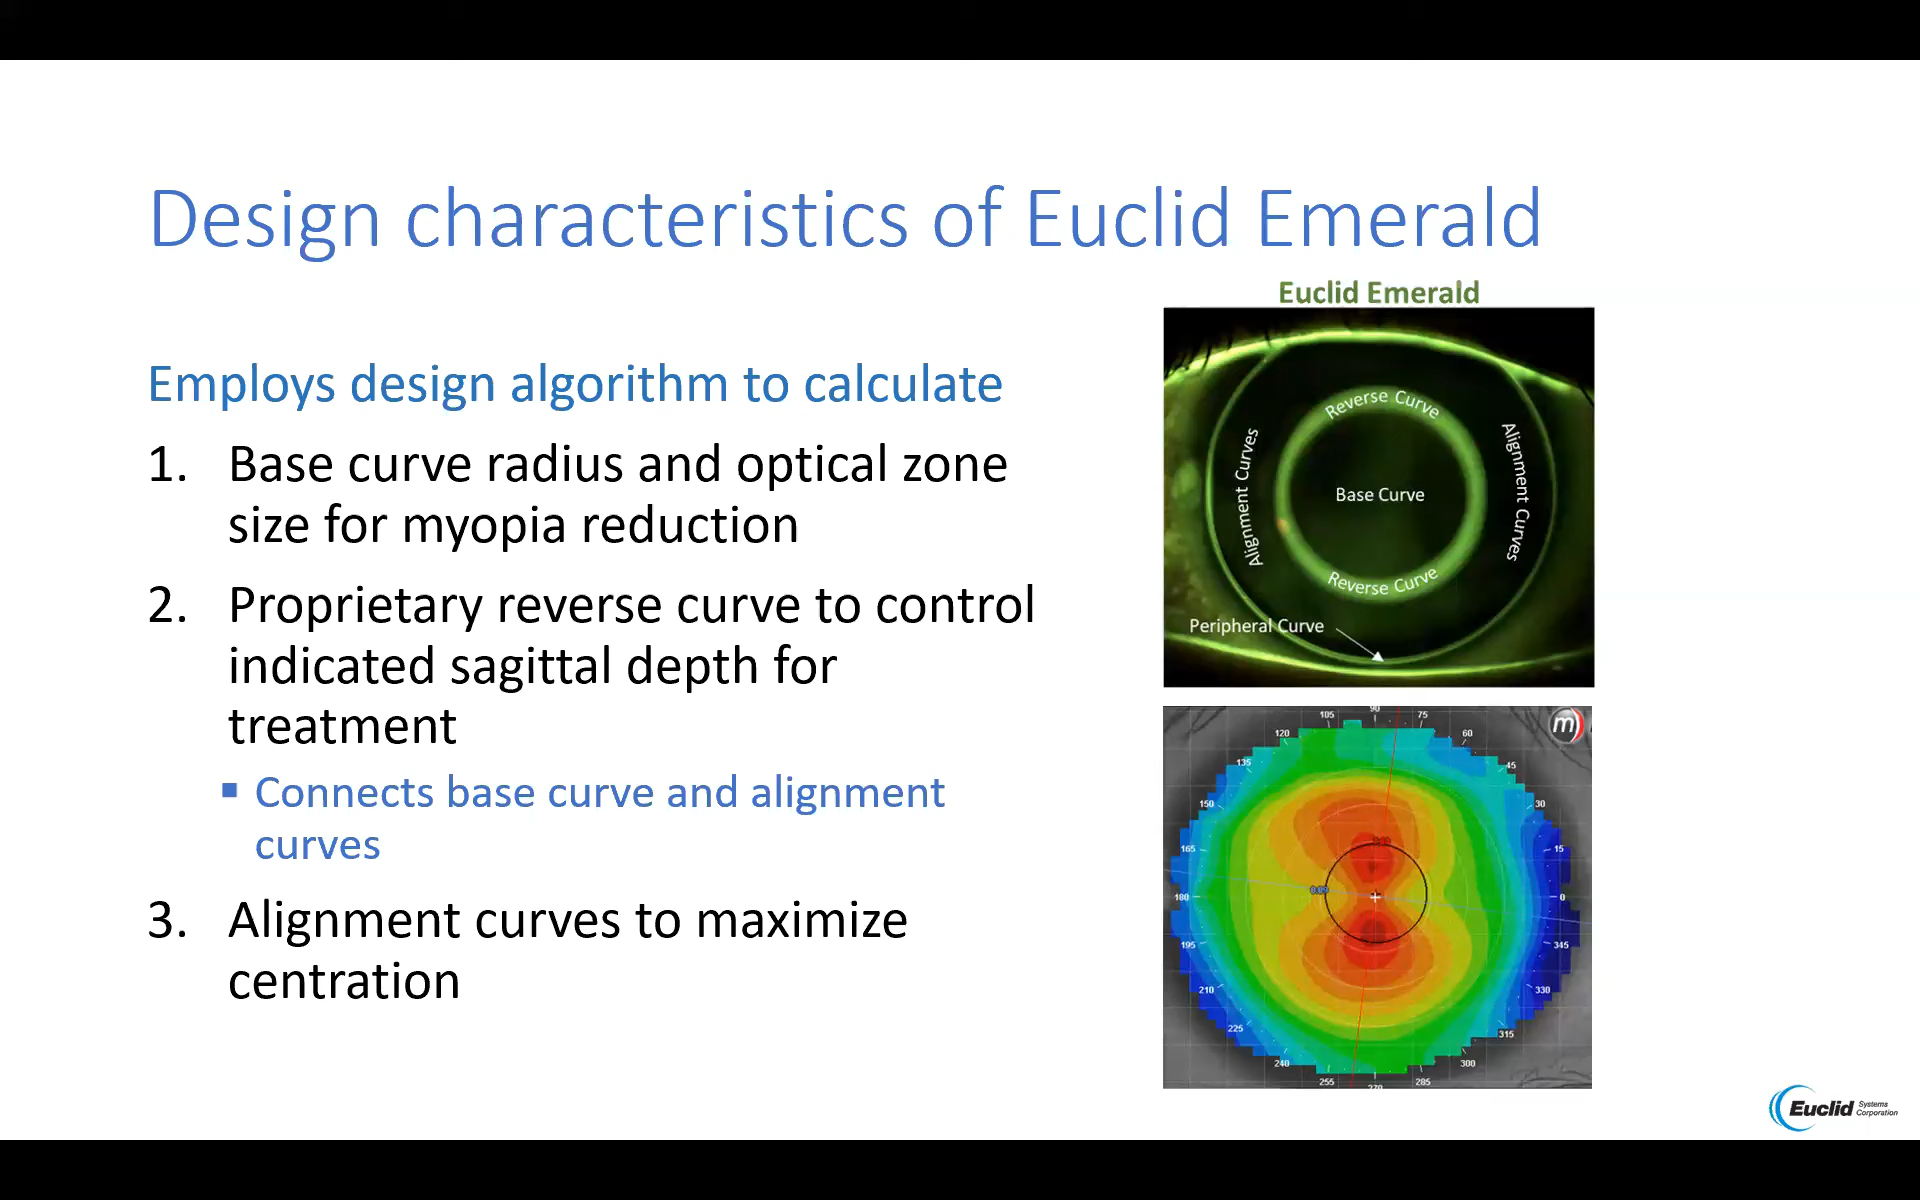 Design characteristics of Euclid Emerald
Employs design algorithm to calculate
1. Base curve radius and optical zone
size for myopia reduction
2. Proprietary reverse curve to control
indicated sagittal depth for
treatment
▪ Connects base curve and alignment
curves
3. Alignment curves to maximize
centration
Euclid Emerald
Reverse Curve
Alignment Curves
Base Curve
Alignment Curves
Reverse Curve
Peripheral Curve
m
105 90 75
120 60
135 45
150 30
165 15
180 0
195 345
210 330
225 315
240 300
255 270 285
Euclid Systems
Corporation